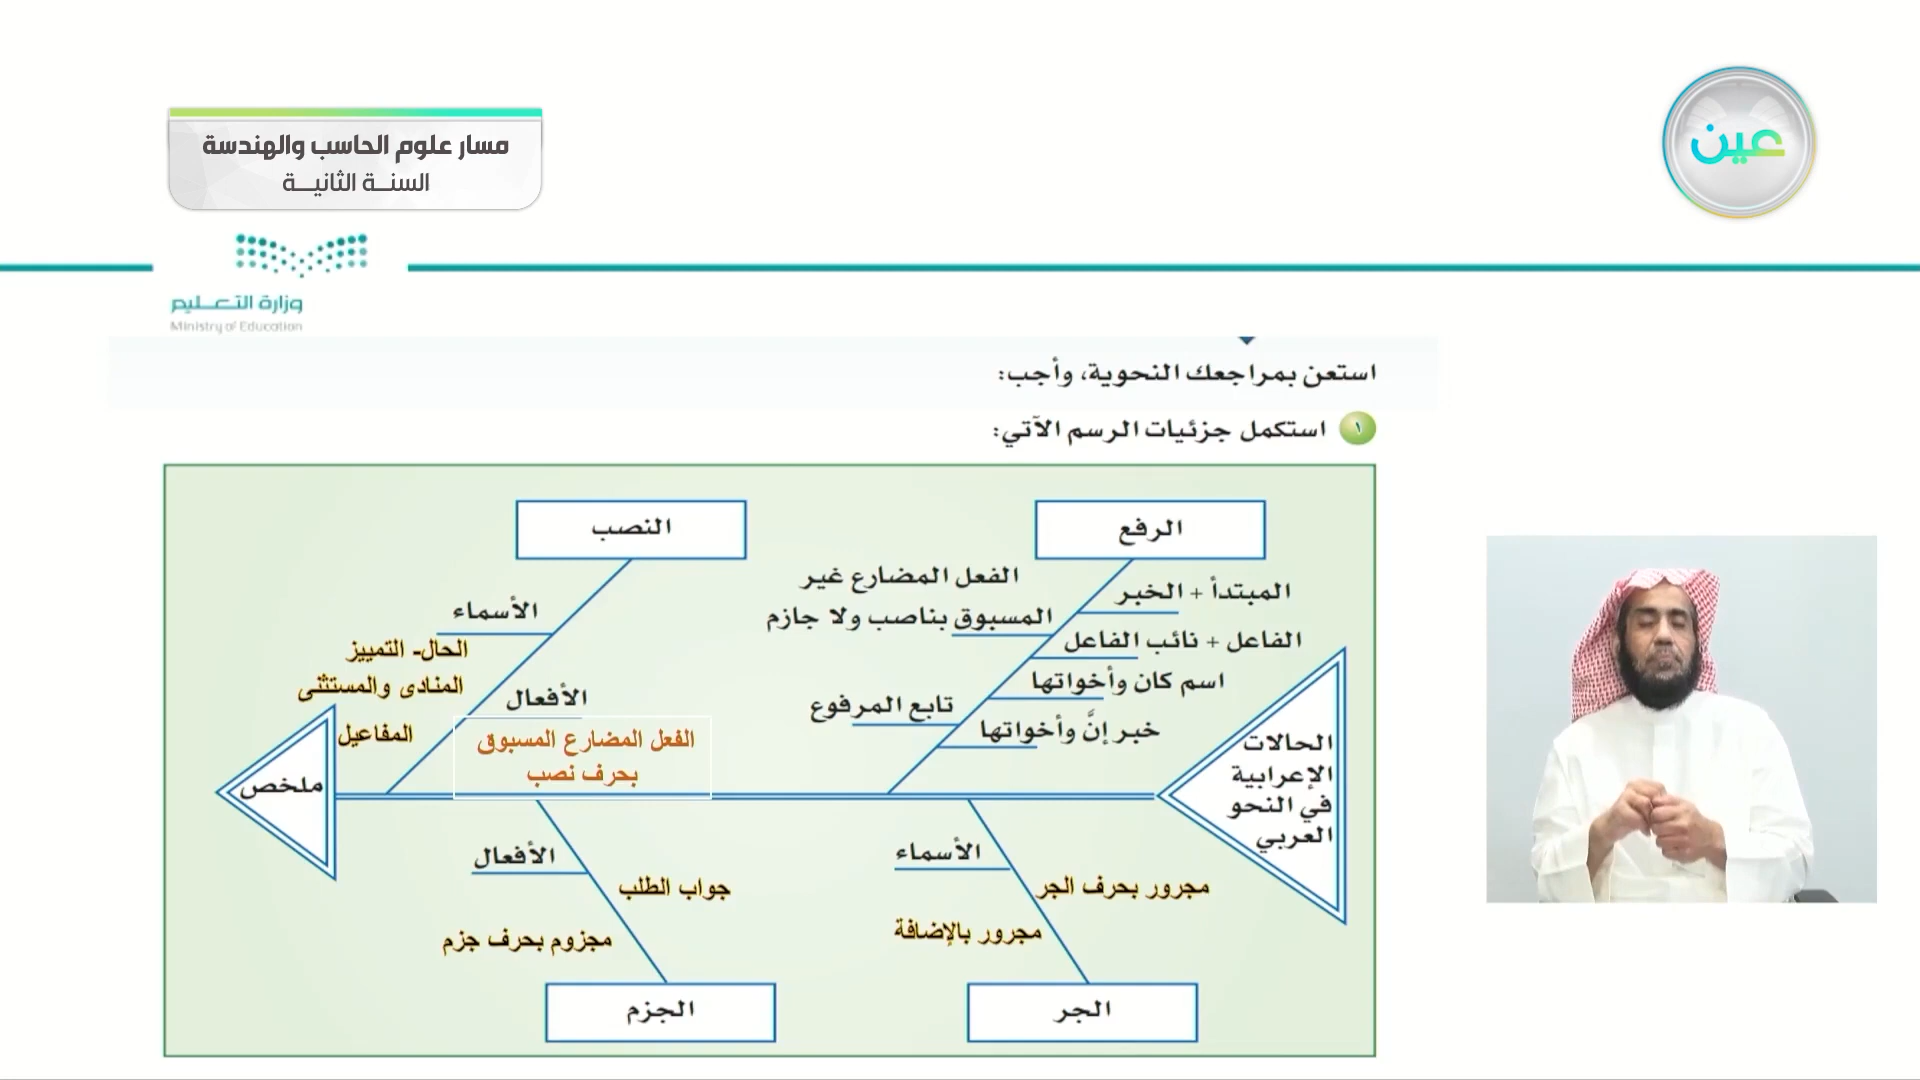 عين
مسار علوم الحاسب والهندسة
السنة الثانية
وزارة التعليم
Ministry of Education
استعن بمراجعك النحوية، وأجب:
١ استكمل جزئيات الرسم الآتي:
الرفع
المبتدأ + الخبر
الفاعل + نائب الفاعل
اسم كان وأخواتها
خبر إنَّ وأخواتها
الفعل المضارع غير
المسبوق بناصب ولا جازم
تابع المرفوع
النصب
الأسماء
الحال- التمييز
المنادى والمستثنى
المفاعيل
الأفعال
الفعل المضارع المسبوق
بحرف نصب
الحالات
الإعرابية
في النحو
العربي
ملخص
الأسماء
مجرور بحرف الجر
مجرور بالإضافة
الجر
الأفعال
جواب الطلب
مجزوم بحرف جزم
الجزم